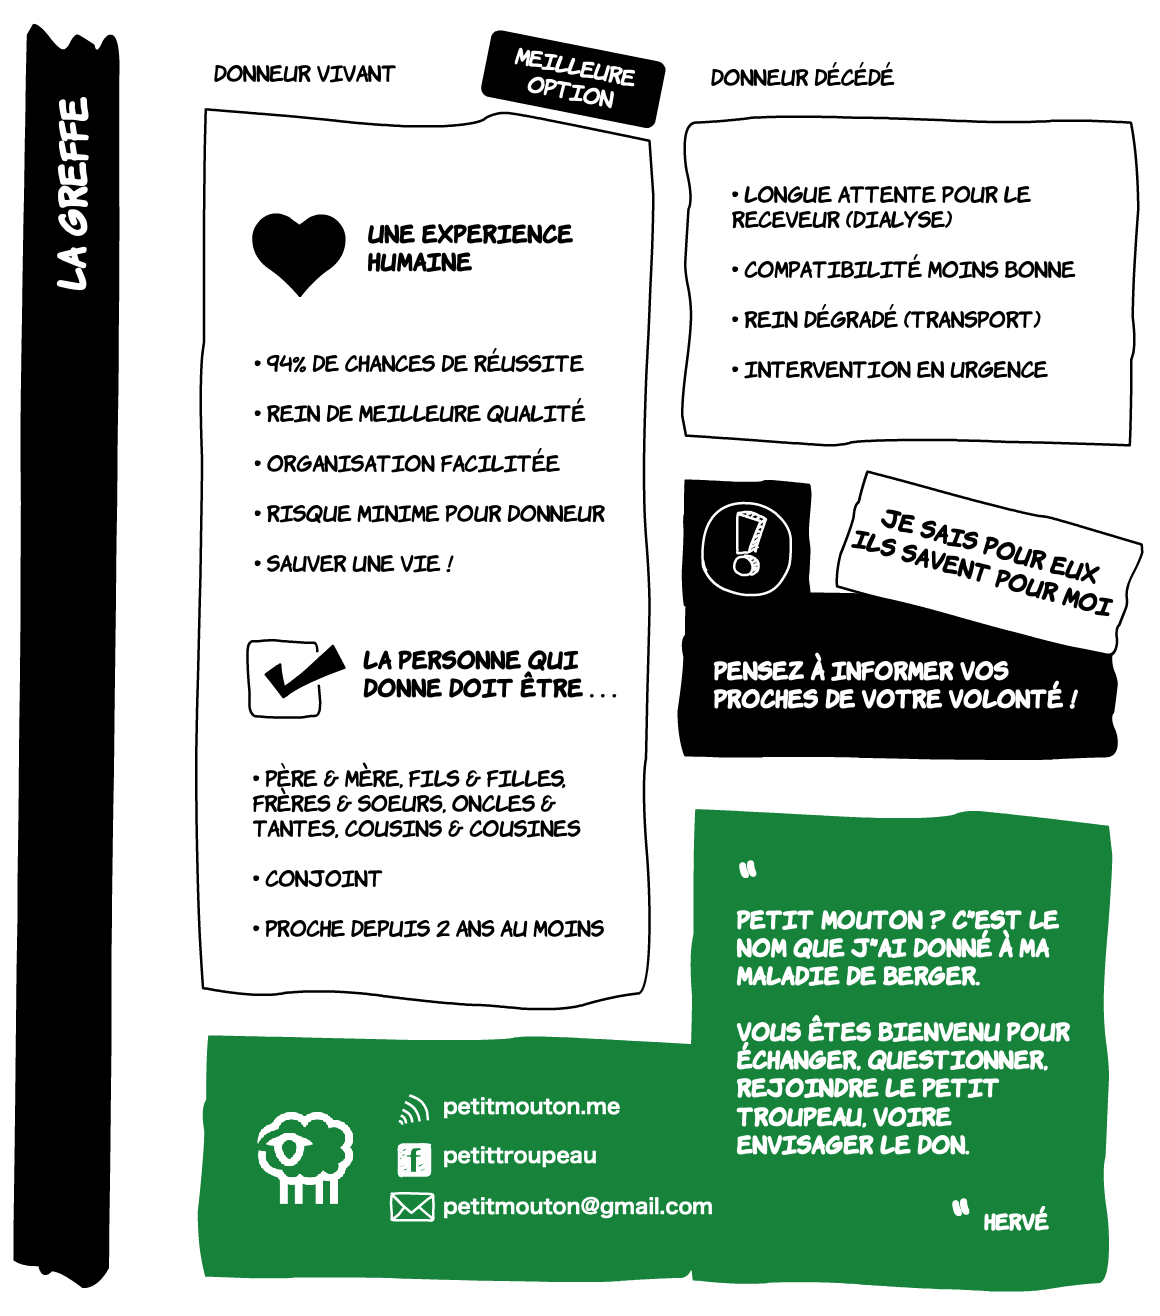 LA GREFFE
DONNEUR VIVANT
MEILLEURE
OPTION
UNE EXPERIENCE
HUMAINE
• 94% DE CHANCES DE RÉUSSITE
• REIN DE MEILLEURE QUALITÉ
• ORGANISATION FACILITÉE
• RISQUE MINIME POUR DONNEUR
• SAUVER UNE VIE !
LA PERSONNE QUI
DONNE DOIT ÊTRE . . .
• PÈRE & MÈRE, FILS & FILLES,
FRÈRES & SOEURS, ONCLES &
TANTES, COUSINS & COUSINES
• CONJOINT
• PROCHE DEPUIS 2 ANS AU MOINS
DONNEUR DÉCÉDÉ
• LONGUE ATTENTE POUR LE
RECEVEUR (DIALYSE)
• COMPATIBILITÉ MOINS BONNE
• REIN DÉGRADÉ (TRANSPORT)
• INTERVENTION EN URGENCE
JE SAIS POUR EUX
ILS SAVENT POUR MOI
PENSEZ À INFORMER VOS
PROCHES DE VOTRE VOLONTÉ !
"
PETIT MOUTON ? C"EST LE
NOM QUE J"AI DONNÉ À MA
MALADIE DE BERGER.
VOUS ÊTES BIENVENU POUR
ÉCHANGER, QUESTIONNER,
REJOINDRE LE PETIT
TROUPEAU, VOIRE
ENVISAGER LE DON.
" HERVÉ
petitmouton.me
f petittroupeau
petitmouton@gmail.com